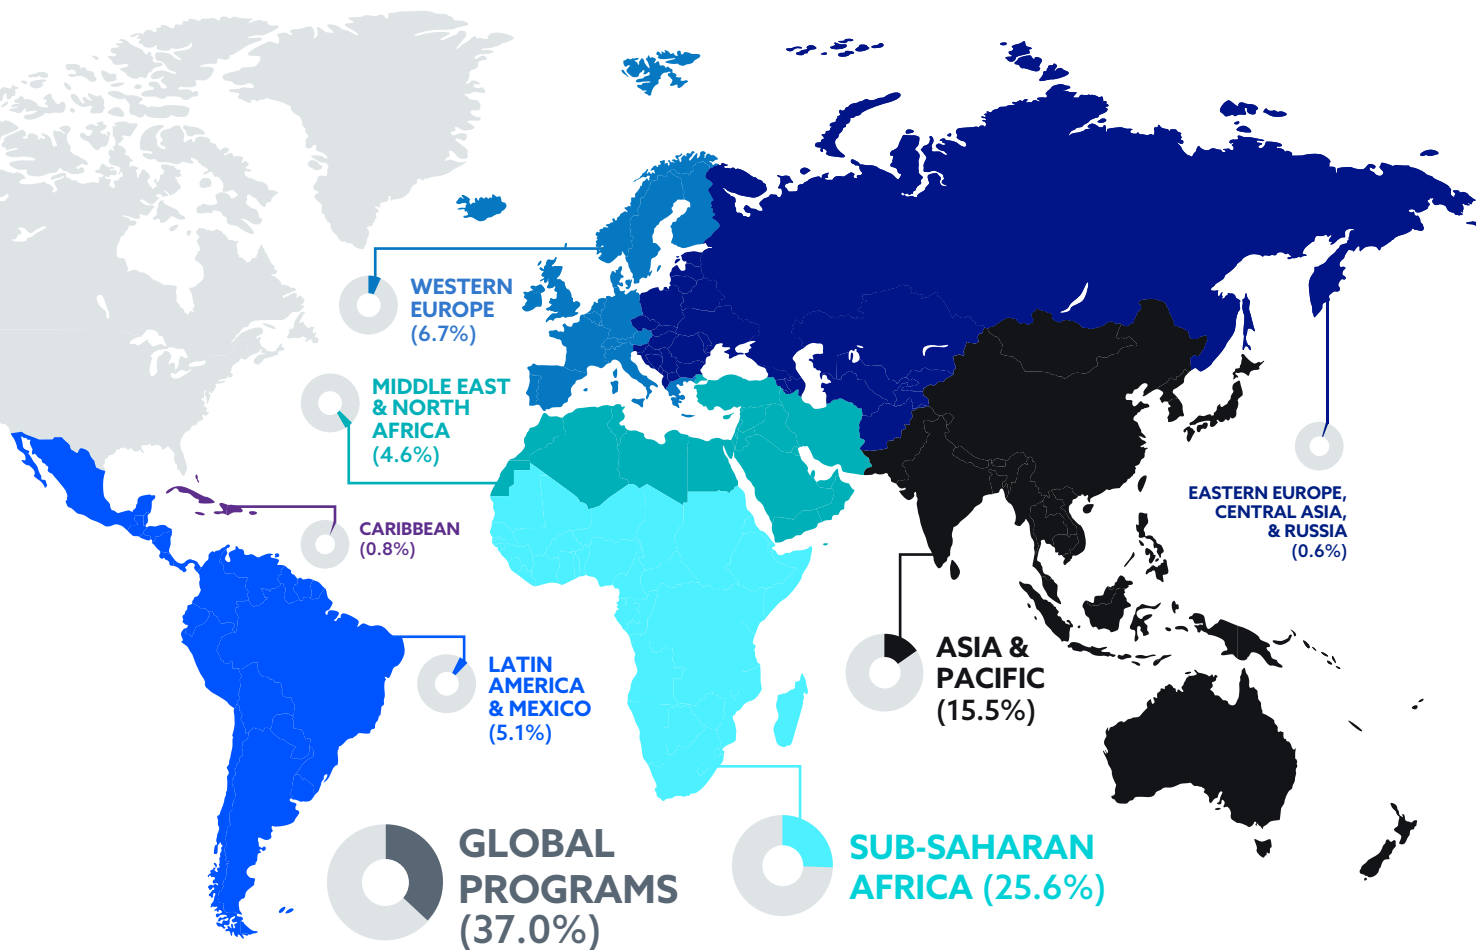 WESTERN
EUROPE
(6.7%)
MIDDLE EAST
& NORTH
AFRICA
(4.6%)
CARIBBEAN
(0.8%)
EASTERN EUROPE,
CENTRAL ASIA,
& RUSSIA
(0.6%)
LATIN
AMERICA
& MEXICO
(5.1%)
ASIA &
PACIFIC
(15.5%)
GLOBAL
PROGRAMS
(37.0%)
SUB-SAHARAN
AFRICA (25.6%)